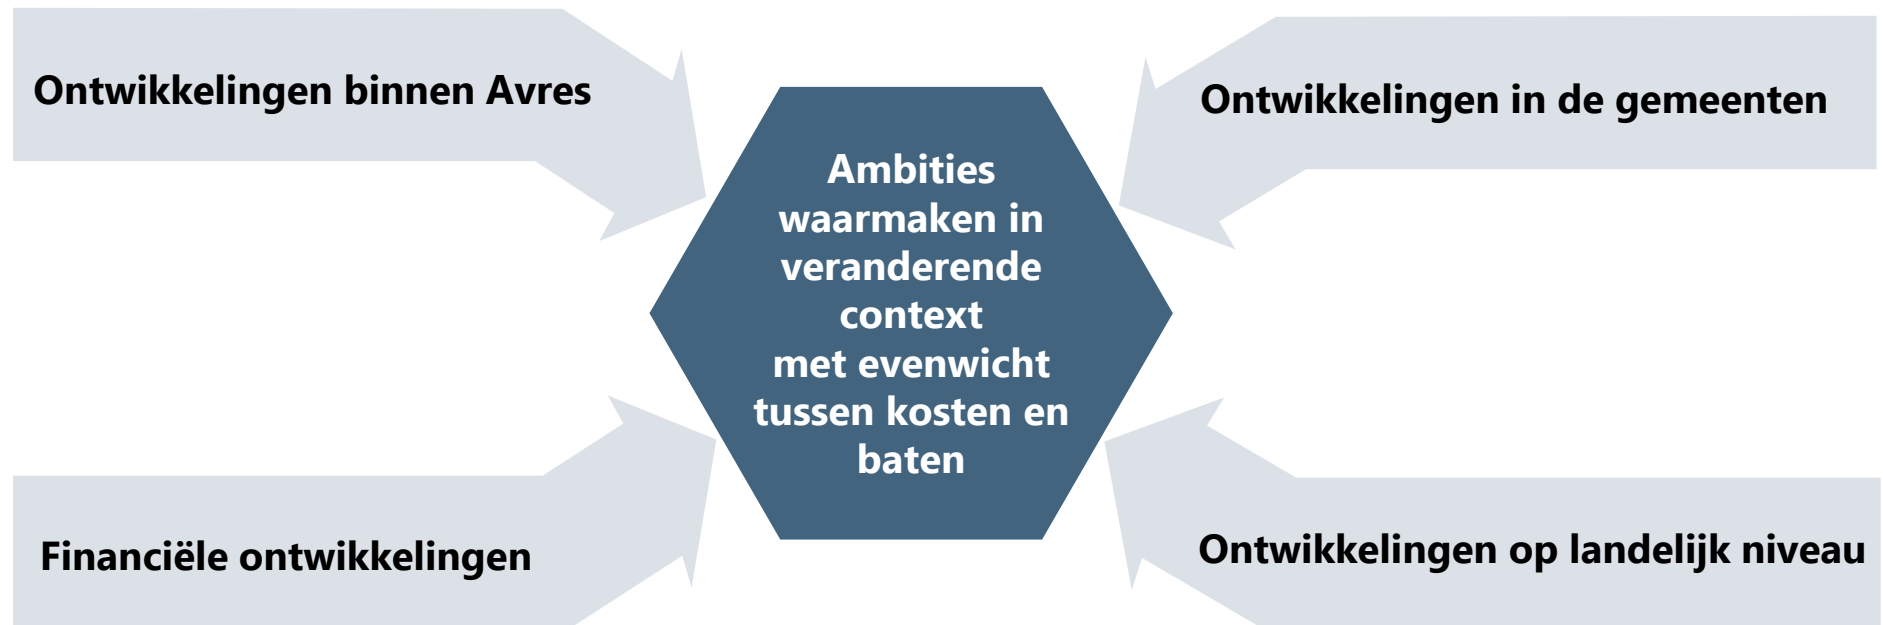 Ontwikkelingen binnen Avres
Ontwikkelingen in de gemeenten
Ambities
waarmaken in
veranderende
context
met evenwicht
tussen kosten en
baten
Financiële ontwikkelingen
Ontwikkelingen op landelijk niveau